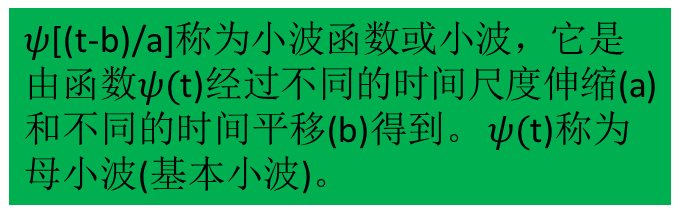 ψ[(t-b)/a]称为小波函数或小波，它是
由函数ψ(t)经过不同的时间尺度伸缩(a)
和不同的时间平移(b)得到。ψ(t)称为
母小波(基本小波)。